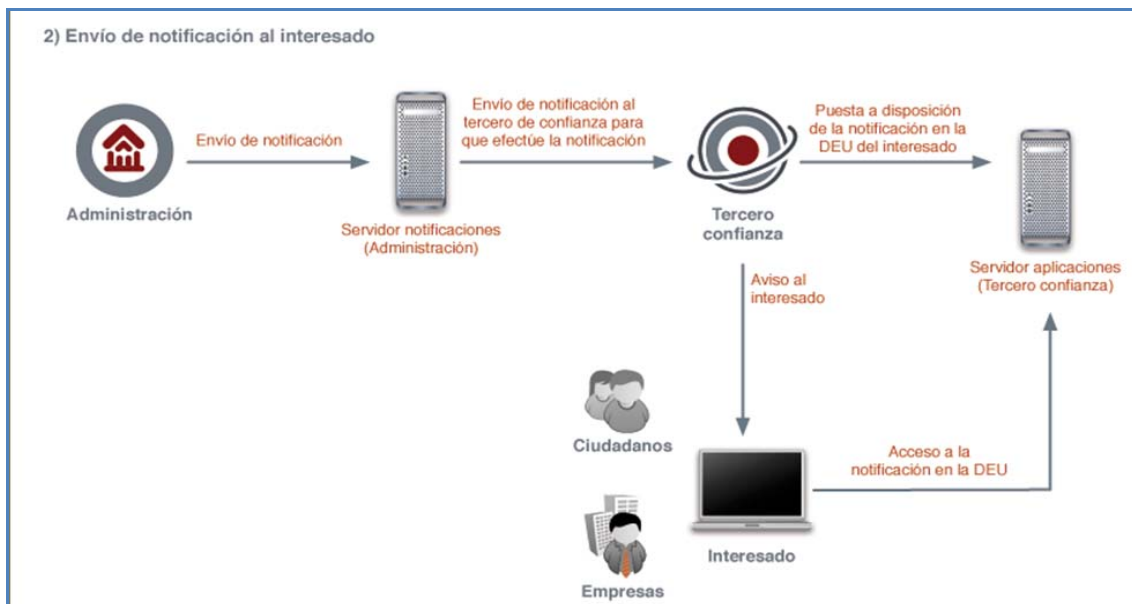 2) Envío de notificación al interesado
Envío de notificación
Administración
Servidor notificaciones
(Administración)
Envío de notificación al
tercero de confianza para
que efectúe la notificación
Tercero
confianza
Puesta a disposición
de la notificación en la
DEU del interesado
Servidor aplicaciones
(Tercero confianza)
Aviso al
interesado
Ciudadanos
Empresas
Interesado
Acceso a la
notificación en la DEU